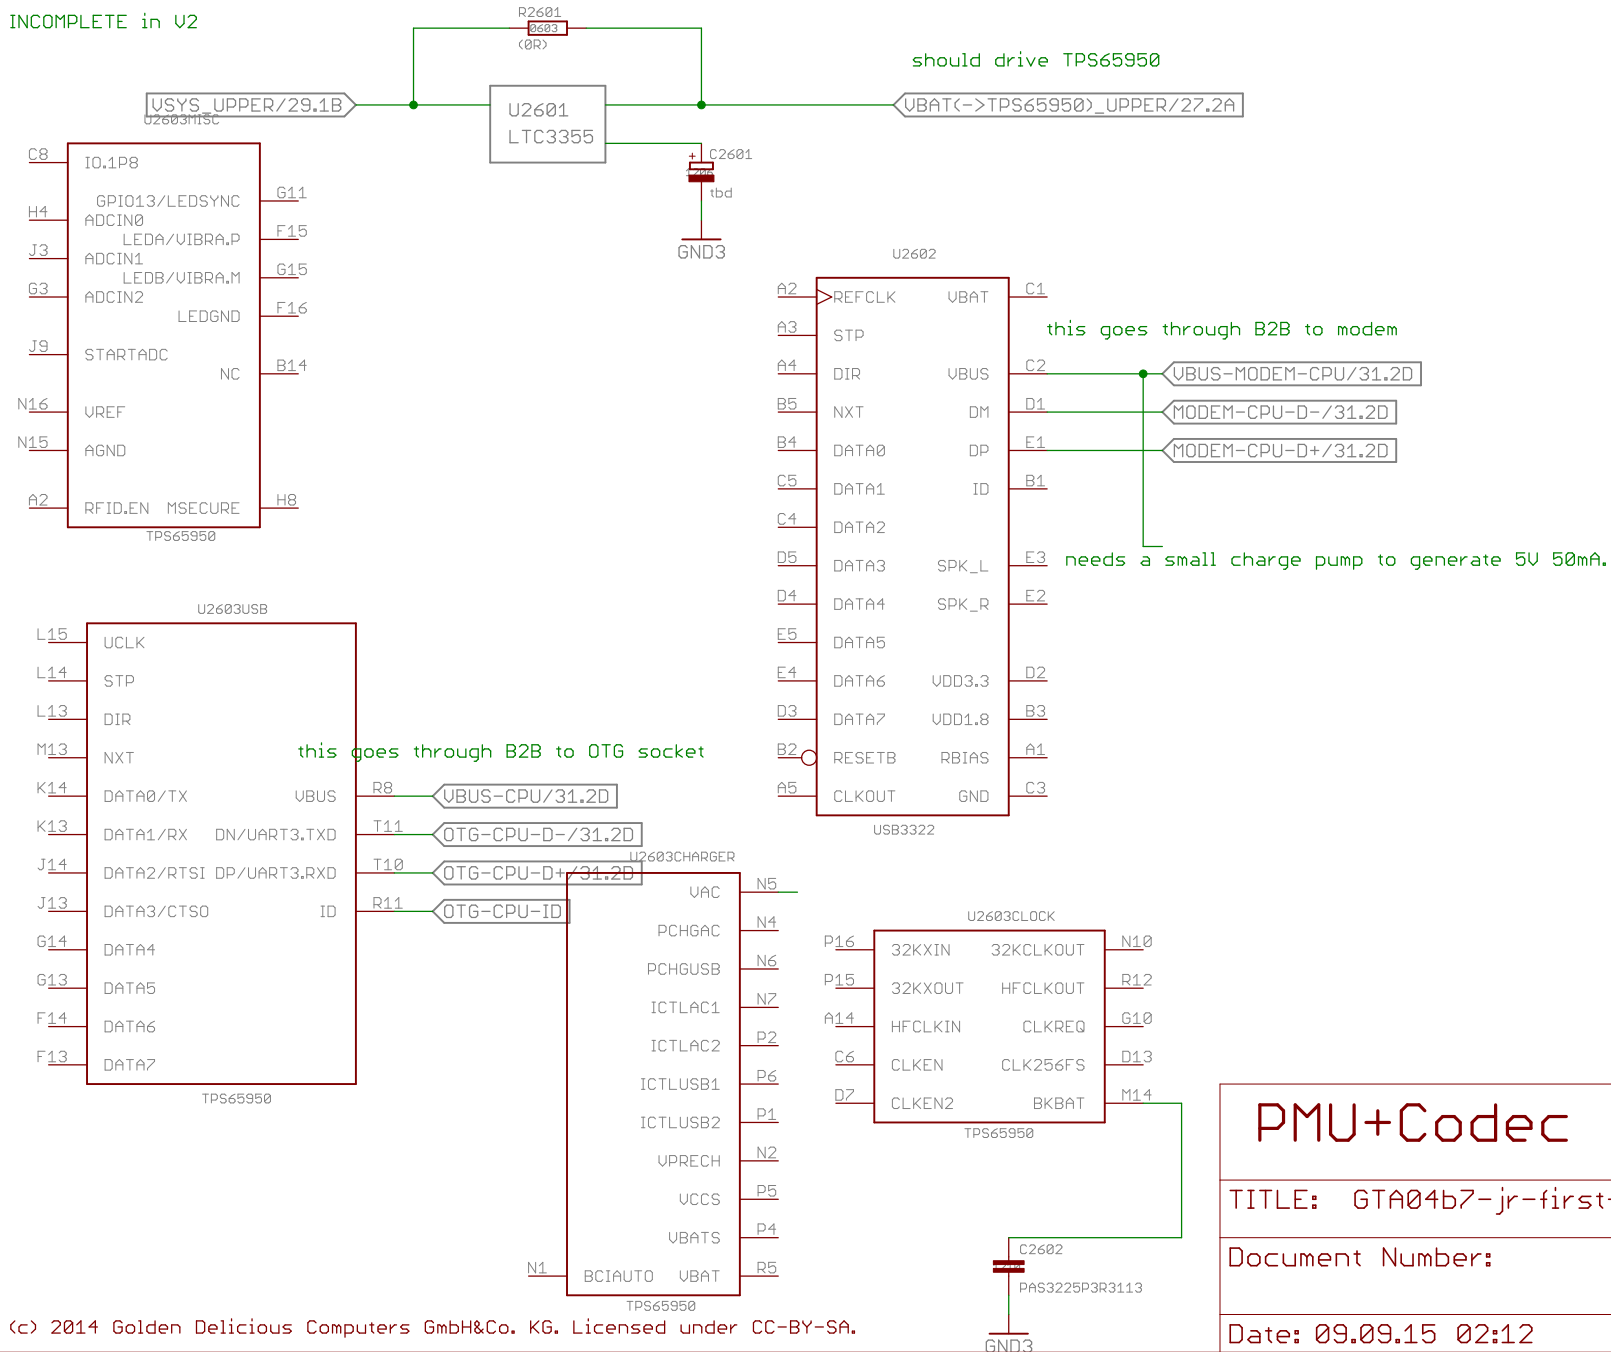 INCOMPLETE in V2
R2601
0603
(0R)
should drive TPS65950
VSYS_UPPER/29.1B
U2601
LTC3355
VBAT(->TPS65950)_UPPER/27.2A
C2601
+
tbd
GND3
U2603MISC
C8 IO.1P8
GPIO13/LEDSYNC G11
H4 ADCIN0
LEDA/VIBRA.P F15
J3 ADCIN1
LEDB/VIBRA.M G15
G3 ADCIN2
LEDGND F16
J9 STARTADC
NC B14
N16 VREF
N15 AGND
A2 RFID.EN MSECURE H8
TPS65950
U2602
A2 REFCLK VBAT C1
this goes through B2B to modem
A3 STP
A4 DIR VBUS C2 VBUS-MODEM-CPU/31.2D
B5 NXT DM D1 MODEM-CPU-D-/31.2D
B4 DATA0 DP E1 MODEM-CPU-D+/31.2D
C5 DATA1 ID B1
C4 DATA2
needs a small charge pump to generate 5V 50mA.
D5 DATA3 SPK_L E3
D4 DATA4 SPK_R E2
E5 DATA5
E4 DATA6 VDD3.3 D2
D3 DATA7 VDD1.8 B3
B2 RESETB RBIAS A1
A5 CLKOUT GND C3
USB3322
U2603USB
L15 UCLK
L14 STP
L13 DIR
M13 NXT
this goes through B2B to OTG socket
K14 DATA0/TX VBUS R8 VBUS-CPU/31.2D
K13 DATA1/RX DN/UART3.TXD T11 OTG-CPU-D-/31.2D
J14 DATA2/RTSI DP/UART3.RXD T10 OTG-CPU-D+/31.2D
J13 DATA3/CTSO ID R11 OTG-CPU-ID
G14 DATA4
G13 DATA5
F14 DATA6
F13 DATA7
TPS65950
U2603CHARGER
VAC N5
PCHGAC N4
PCHGUSB N6
ICTLAC1 N7
ICTLAC2 P2
ICTLUSB1 P6
ICTLUSB2 P1
VPRECH N2
VCCS P5
VBATS P4
N1 BCIAUTO VBAT R5
TPS65950
U2603CLOCK
P16 32KXIN 32KCLKOUT N10
P15 32KXOUT HFCLKOUT R12
A14 HFCLKIN CLKREQ G10
C6 CLKEN CLK256FS D13
D7 CLKEN2 BKBAT M14
TPS65950
C2602
PAS3225P3R3113
GND3
PMU+Codec
TITLE: GTA04b7-jr-first-
Document Number:
Date: 09.09.15 02:12
(c) 2014 Golden Delicious Computers GmbH&Co. KG. Licensed under CC-BY-SA.